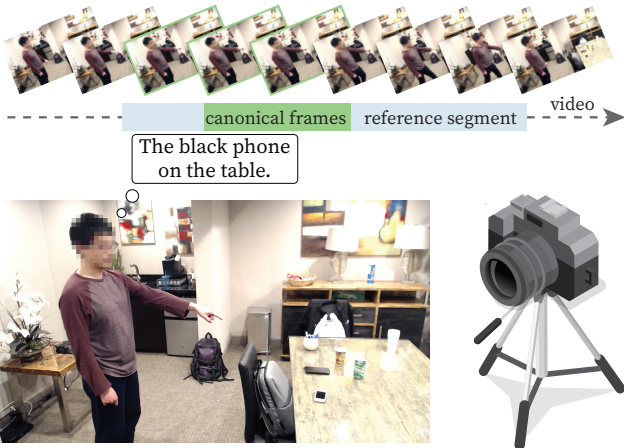 canonical frames reference segment video
The black phone
on the table.